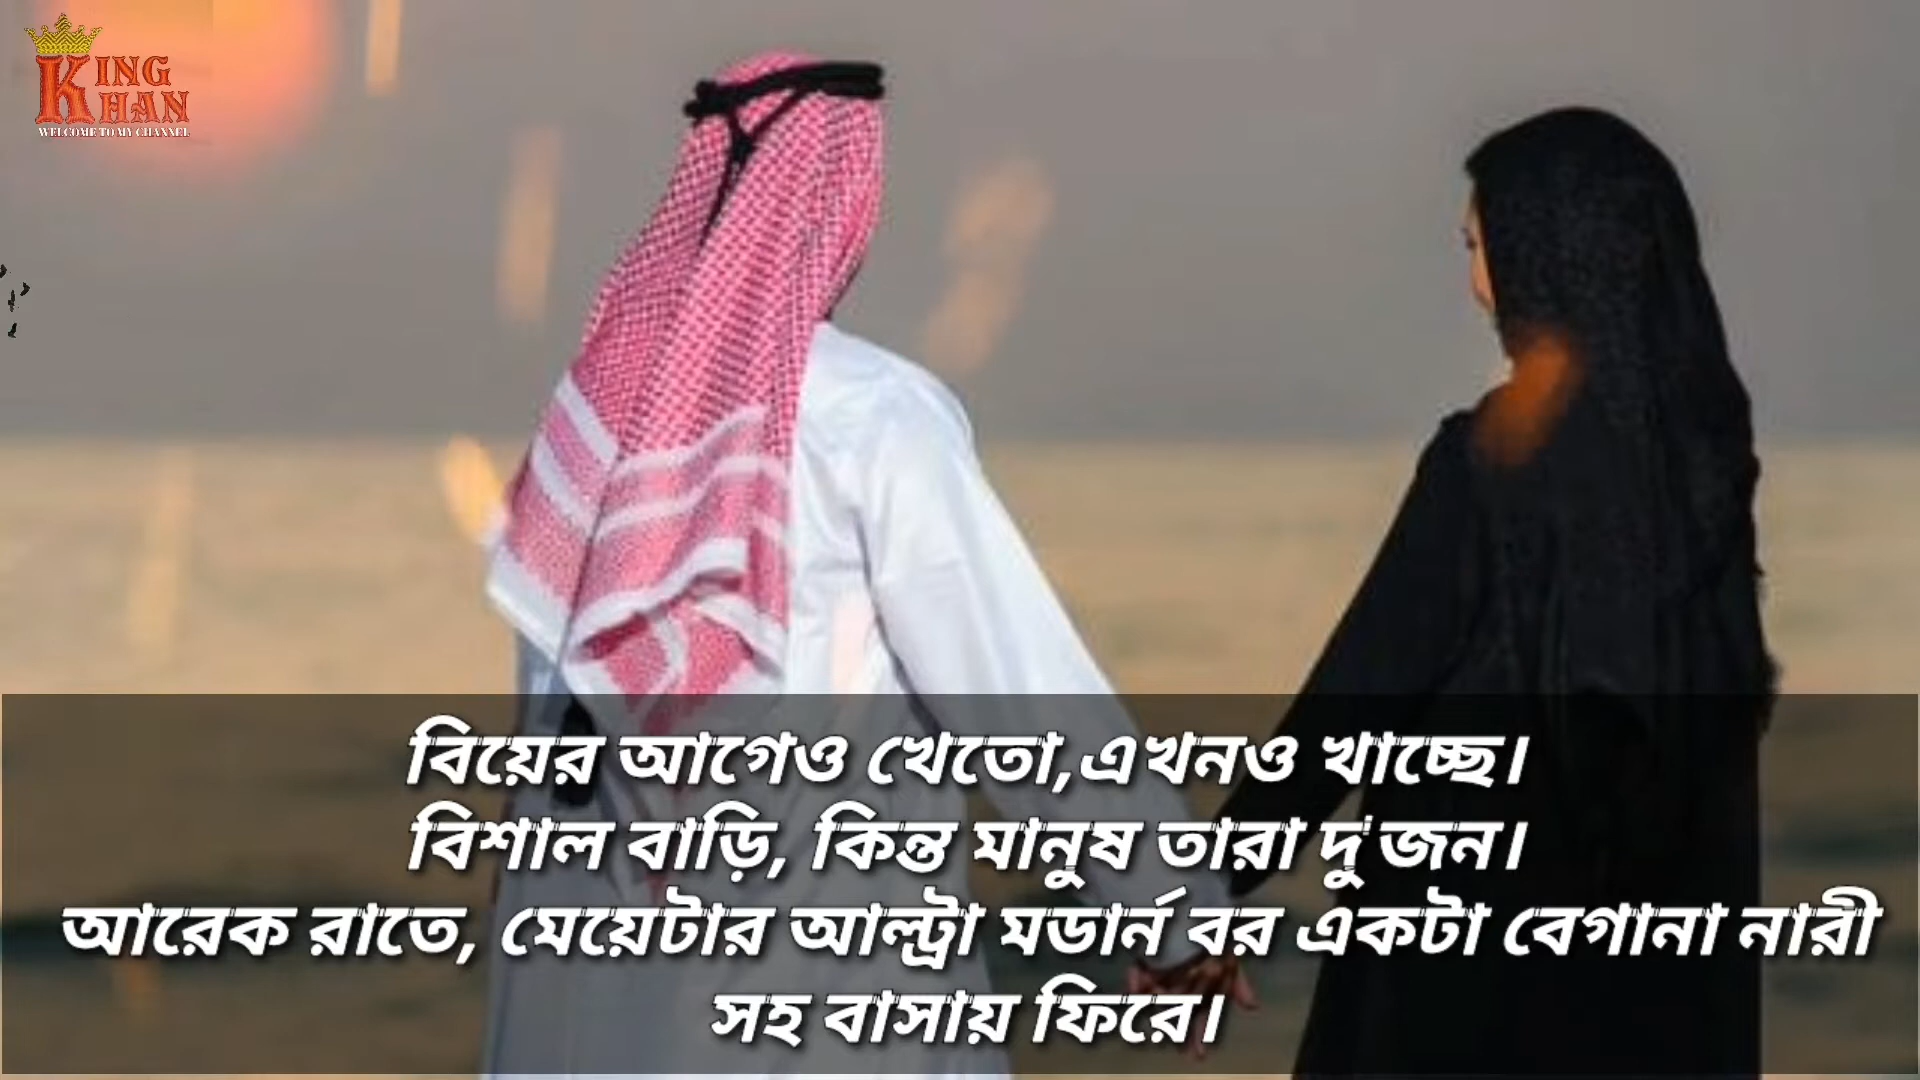 KING
KHAN
WELCOME TO MY CHANNEL
বিয়ের আগেও খেতো,এখনও খাচ্ছে।
বিশাল বাড়ি, কিন্ত মানুষ তারা দু'জন।
আরেক রাতে, মেয়েটার আল্ট্রা মডার্ন বর একটা বেগানা নারী
সহ বাসায় ফিরে।